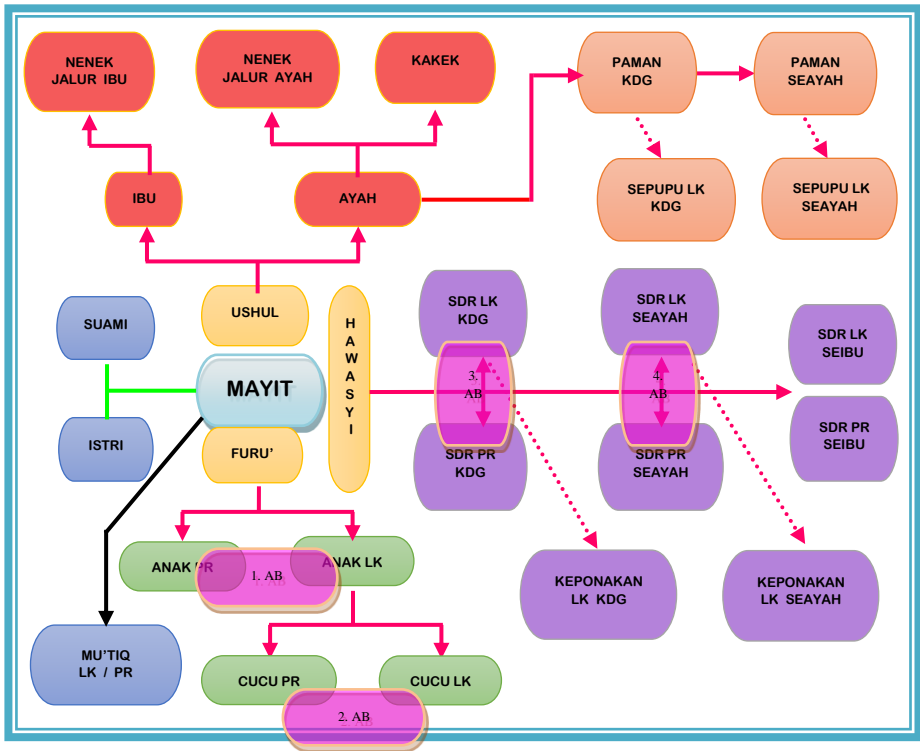 NENEK
JALUR IBU
NENEK
JALUR AYAH
KAKEK
PAMAN
KDG
PAMAN
SEAYAH
IBU
AYAH
SEPUPU LK
KDG
SEPUPU LK
SEAYAH
SUAMI
USHUL
H
A
W
A
S
Y
I
SDR LK
KDG
SDR LK
SEAYAH
SDR LK
SEIBU
MAYIT
3.
AB
4.
AB
ISTRI
FURU'
SDR PR
KDG
SDR PR
SEAYAH
SDR PR
SEIBU
ANAK PR
1. AB
ANAK LK
KEPONAKAN
LK KDG
KEPONAKAN
LK SEAYAH
MU'TIQ
LK / PR
CUCU PR
CUCU LK
2. AB